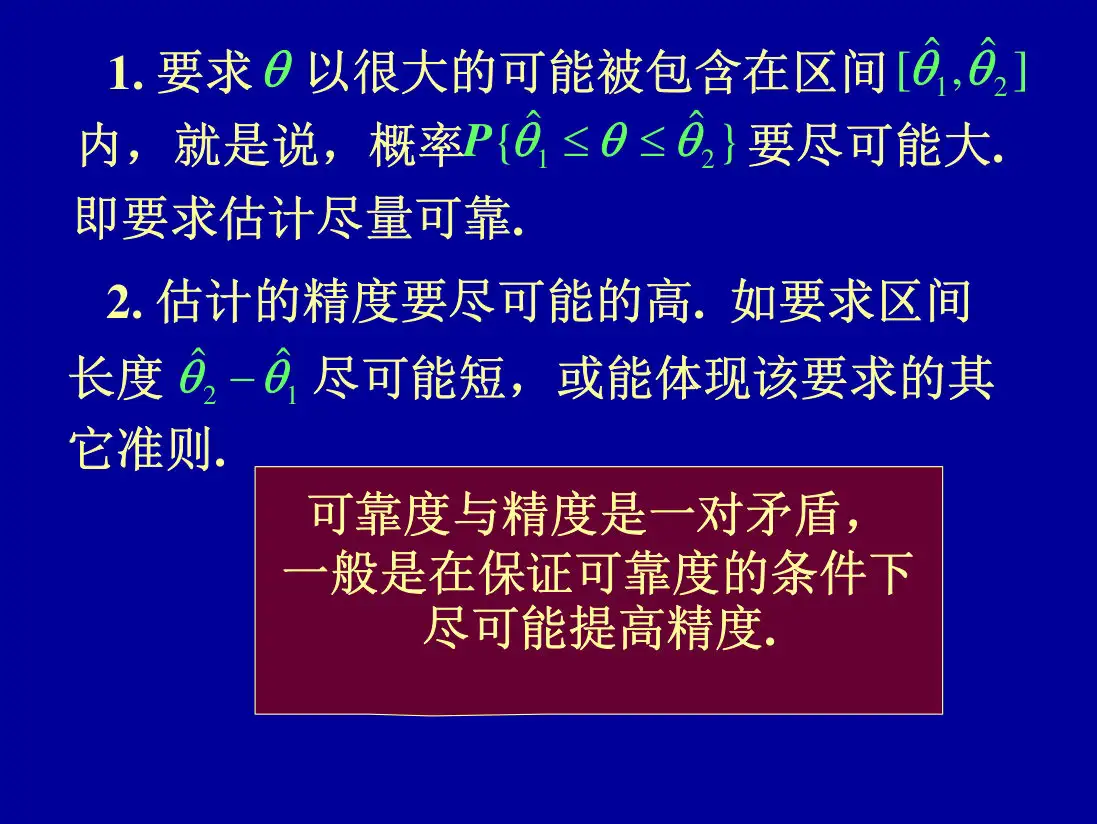 1. 要求 θ 以很大的可能被包含在区间 [θ̂₁, θ̂₂]
内，就是说，概率P{θ̂₁ ≤ θ ≤ θ̂₂} 要尽可能大.
即要求估计尽量可靠.
2. 估计的精度要尽可能的高. 如要求区间
长度 θ̂₂ − θ̂₁ 尽可能短，或能体现该要求的其
它准则.
可靠度与精度是一对矛盾，
一般是在保证可靠度的条件下
尽可能提高精度.